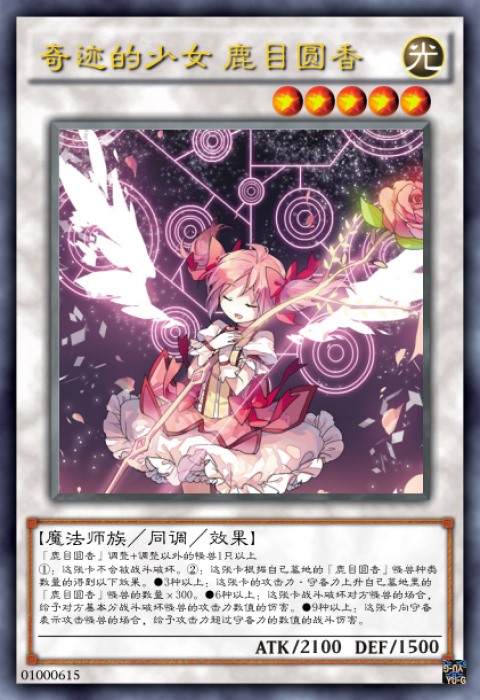 奇迹的少女 鹿目圆香
光
【魔法师族／同调／效果】
「鹿目圆香」调整+调整以外的怪兽1只以上
①：这张卡不会被战斗破坏。②：这张卡根据自己墓地的「鹿目圆香」怪兽种类
数量的得到以下效果。●3种以上：这张卡的攻击力·守备力上升自己墓地里的
「鹿目圆香」怪兽的数量×300。●6种以上：这张卡战斗破坏对方怪兽的场合，
给予对方基本分战斗破坏怪兽的攻击力数值的伤害。●9种以上：这张卡向守备
表示攻击怪兽的场合，给予攻击力超过守备力的数值的战斗伤害。
ATK/2100 DEF/1500
01000615